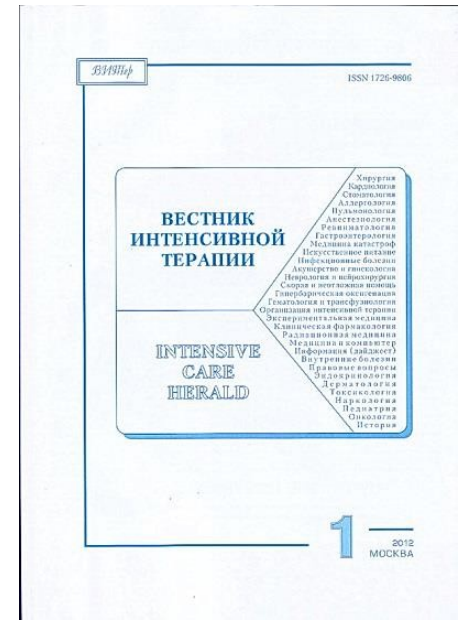 ВИТер
ISSN 1726-9806
ВЕСТНИК
ИНТЕНСИВНОЙ
ТЕРАПИИ
INTENSIVE
CARE
HERALD
Хирургия
Кардиология
Стоматология
Аллергология
Пульмонология
Анестезиология
Реаниматология
Гастроэнтерология
Медицина катастроф
Искусственное питание
Инфекционные болезни
Акушерство и гинекология
Неврология и нейрохирургия
Скорая и неотложная помощь
Гипербарическая оксигенация
Гематология и трансфузиология
Организация интенсивной терапии
Экспериментальная медицина
Клиническая фармакология
Радиационная медицина
Медицина и компьютер
Информация (дайджест)
Внутренние болезни
Правовые вопросы
Эндокринология
Дерматология
Токсикология
Наркология
Педиатрия
Онкология
История
1
2012
МОСКВА